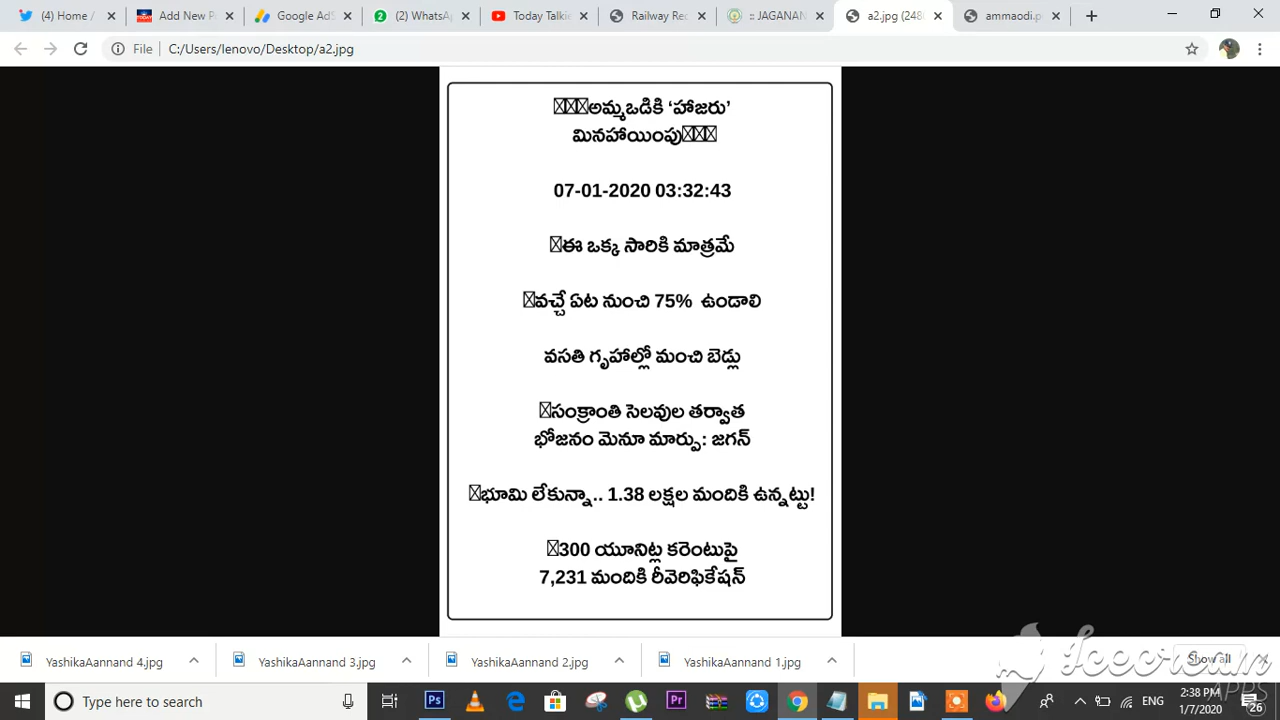 (4) Home
Add New Po
Google Ads
(2) WhatsA
Today Talkie
Railway Rec
:: JAGANAN
a2.jpg (248
ammaodi.p
File
C:/Users/lenovo/Desktop/a2.jpg
అమ్మఒడికి ‘హాజరు’
మినహాయింపు
07-01-2020 03:32:43
ఈ ఒక్క సారికి మాత్రమే
వచ్చే ఏట నుంచి 75% ఉండాలి
వసతి గృహాల్లో మంచి బెడ్లు
సంక్రాంతి సెలవుల తర్వాత
భోజనం మెనూ మార్పు: జగన్
భూమి లేకున్నా.. 1.38 లక్షల మందికి ఉన్నట్టు!
300 యూనిట్ల కరెంటుపై
7,231 మందికి రీవెరిఫికేషన్
YashikaAannand 4.jpg
YashikaAannand 3.jpg
YashikaAannand 2.jpg
YashikaAannand 1.jpg
Show all
Icecream
APPS
Type here to search
ENG
2:38 PM
1/7/2020
26